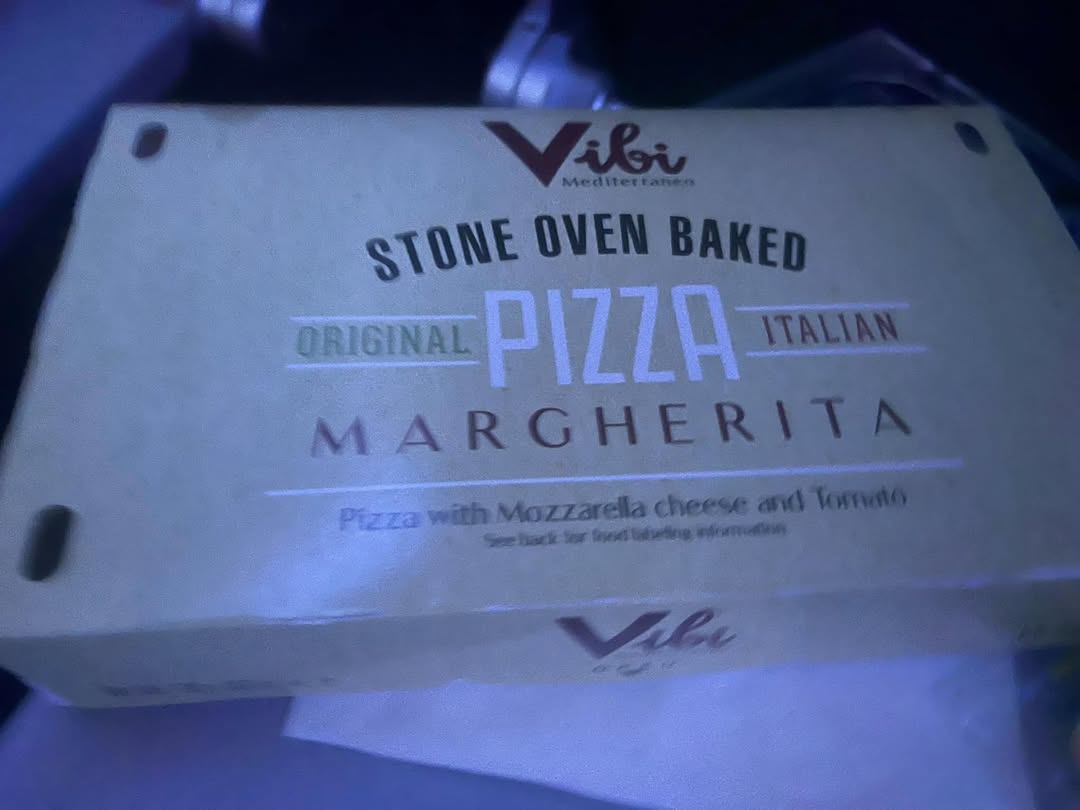 Vibi
Mediterraneo
STONE OVEN BAKED
ORIGINAL PIZZA ITALIAN
MARGHERITA
Pizza with Mozzarella cheese and Tomato
See back for food labeling information
Vibi